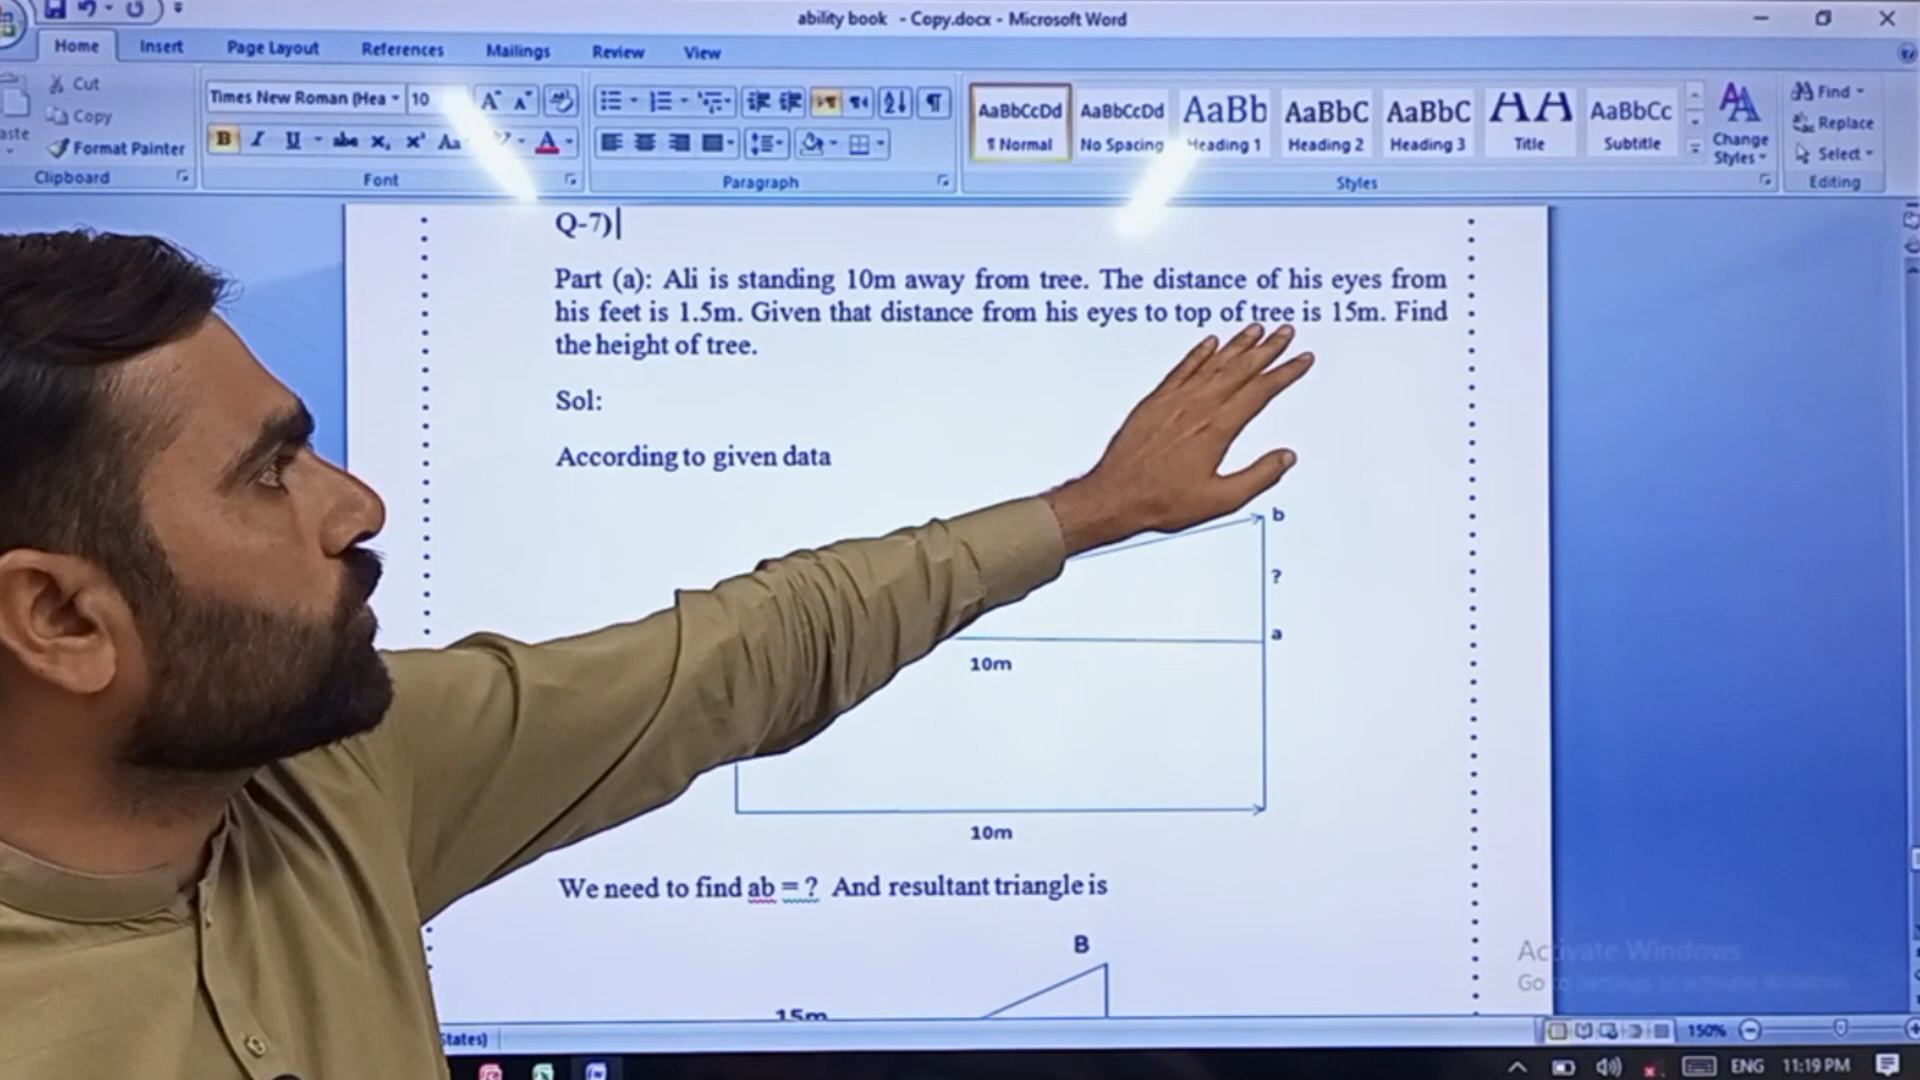 ability book - Copy.docx - Microsoft Word
Home Insert Page Layout References Mailings Review View
Cut
Copy
Format Painter
Clipboard
Times New Roman (Hea 10
Font
Paragraph
AaBbCcDd AaBbCcDd AaBb AaBbC AaBbC AA AaBbCc
¶ Normal No Spacing Heading 1 Heading 2 Heading 3 Title Subtitle
Change
Styles
Styles
Find
Replace
Select
Editing
Q-7)
Part (a): Ali is standing 10m away from tree. The distance of his eyes from
his feet is 1.5m. Given that distance from his eyes to top of tree is 15m. Find
the height of tree.
Sol:
According to given data
b
?
a
10m
10m
We need to find ab = ? And resultant triangle is
B
15m
Activate Windows
150%
ENG 11:19 PM